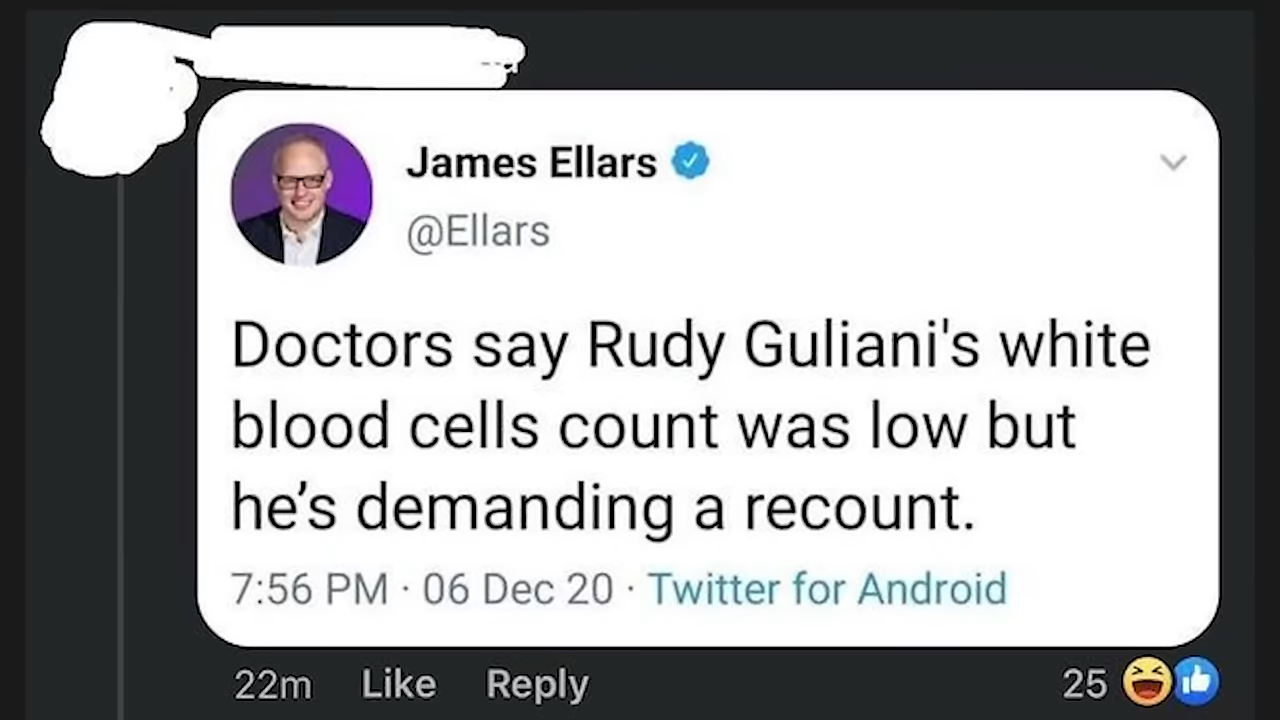 James Ellars
@Ellars
Doctors say Rudy Guliani's white
blood cells count was low but
he’s demanding a recount.
7:56 PM · 06 Dec 20 · Twitter for Android
22m Like Reply 25